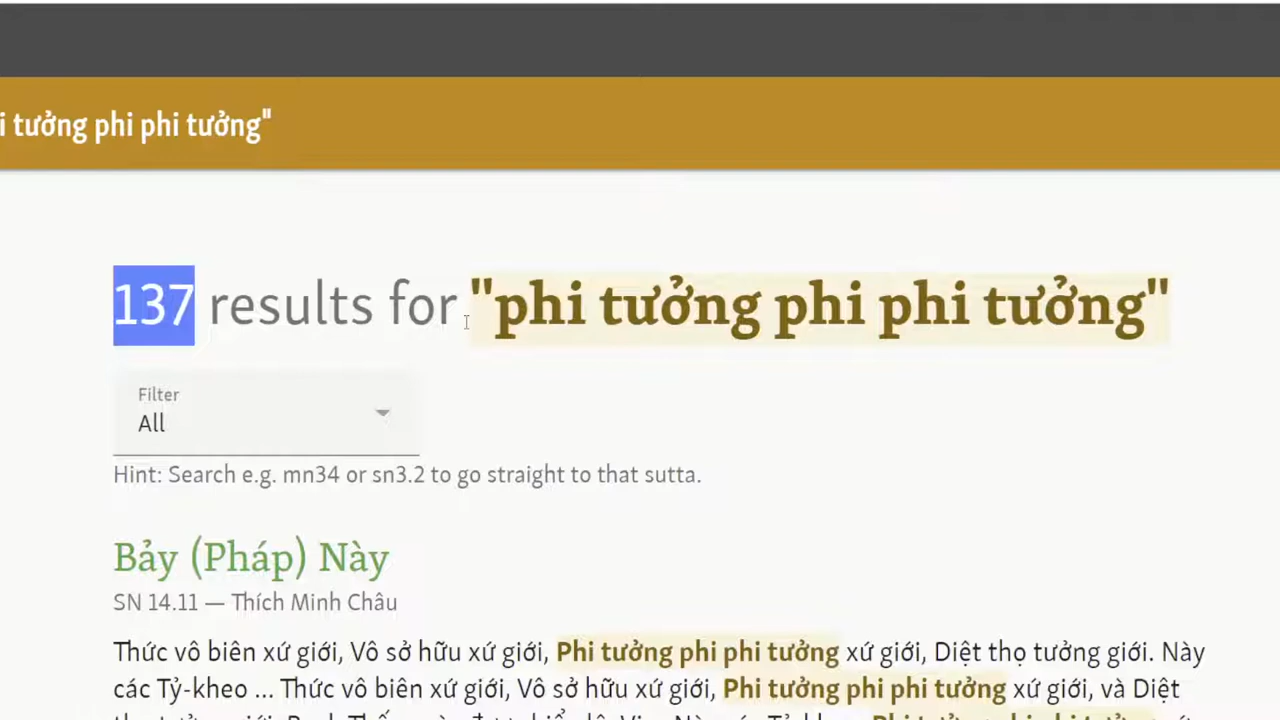 i tưởng phi phi tưởng"
137 results for "phi tưởng phi phi tưởng"
Filter
All
Hint: Search e.g. mn34 or sn3.2 to go straight to that sutta.
Bảy (Pháp) Này
SN 14.11 — Thích Minh Châu
Thức vô biên xứ giới, Vô sở hữu xứ giới, Phi tưởng phi phi tưởng xứ giới, Diệt thọ tưởng giới. Này
các Tỷ-kheo ... Thức vô biên xứ giới, Vô sở hữu xứ giới, Phi tưởng phi phi tưởng xứ giới, và Diệt